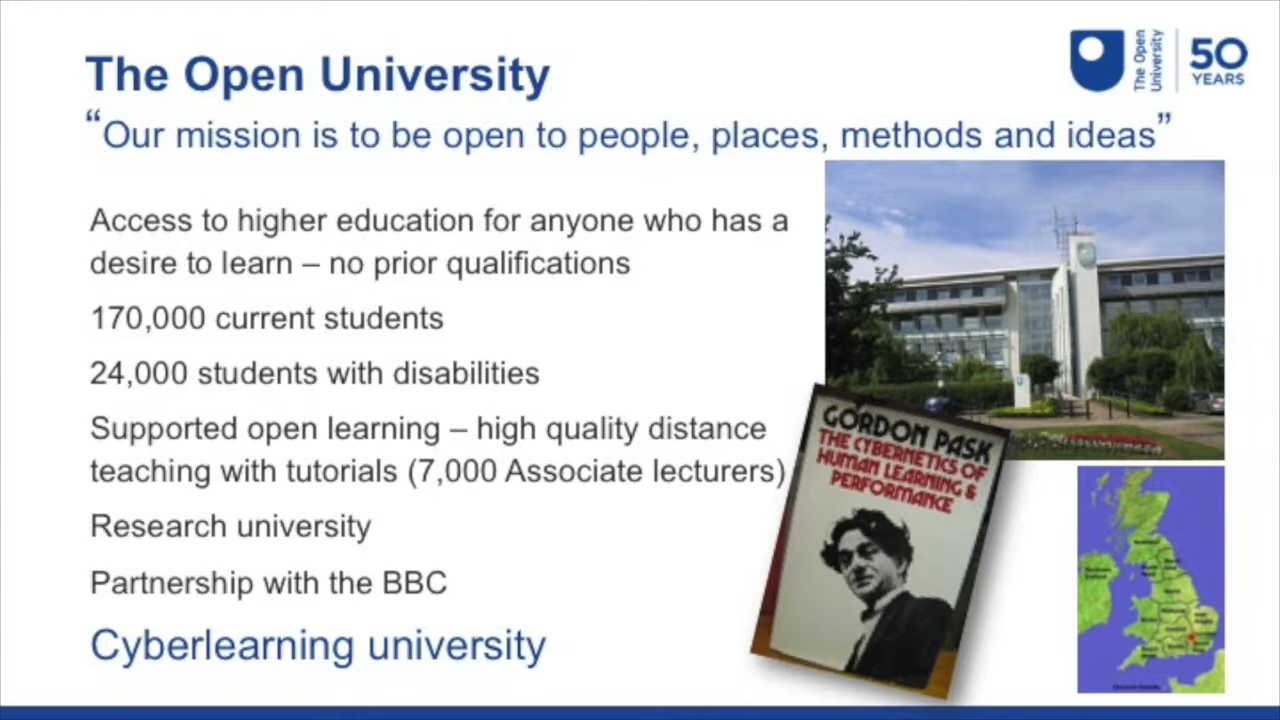 The Open University
The Open
University
50
YEARS
“Our mission is to be open to people, places, methods and ideas”
Access to higher education for anyone who has a
desire to learn – no prior qualifications
170,000 current students
24,000 students with disabilities
Supported open learning – high quality distance
teaching with tutorials (7,000 Associate lecturers)
Research university
Partnership with the BBC
Cyberlearning university
GORDON PASK
THE CYBERNETICS OF
HUMAN LEARNING &
PERFORMANCE